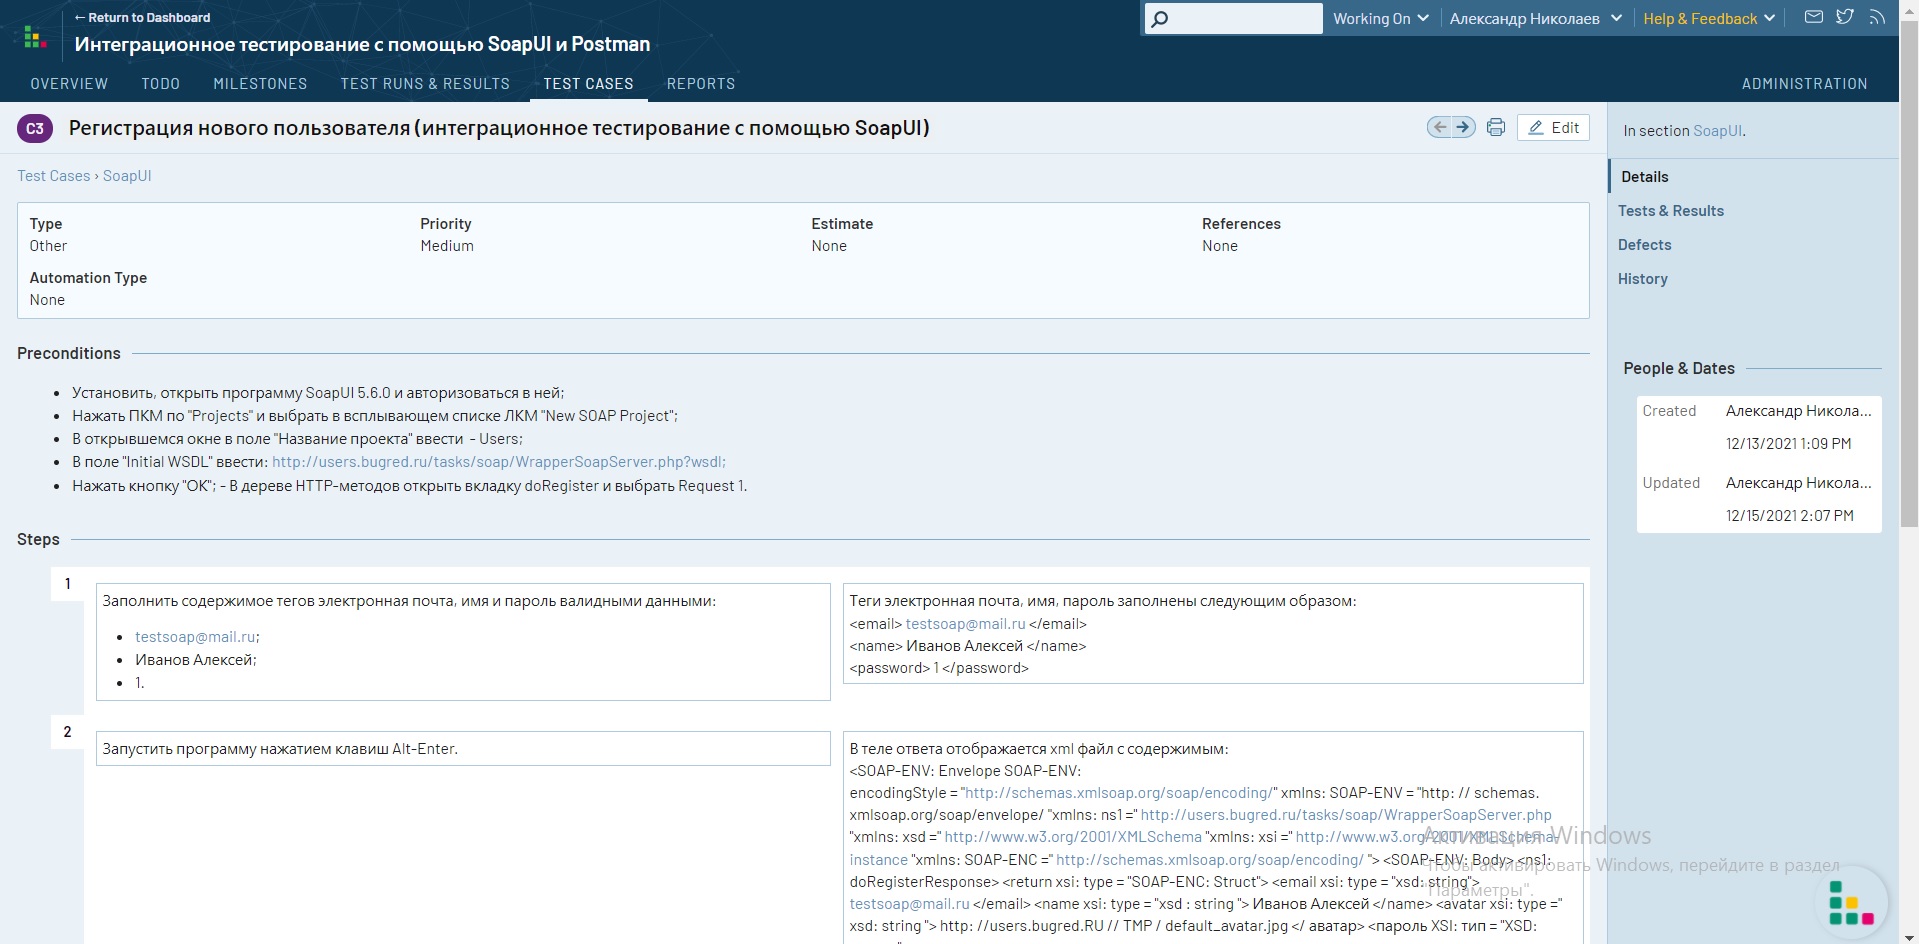 ← Return to Dashboard
Интеграционное тестирование с помощью SoapUI и Postman
Working On
Александр Николаев
Help & Feedback
OVERVIEW TODO MILESTONES TEST RUNS & RESULTS TEST CASES REPORTS ADMINISTRATION
C3 Регистрация нового пользователя (интеграционное тестирование с помощью SoapUI)
Edit
Test Cases › SoapUI
Type
Other
Priority
Medium
Estimate
None
References
None
Automation Type
None
Preconditions
• Установить, открыть программу SoapUI 5.6.0 и авторизоваться в ней;
• Нажать ПКМ по "Projects" и выбрать в всплывающем списке ЛКМ "New SOAP Project";
• В открывшемся окне в поле "Название проекта" ввести - Users;
• В поле "Initial WSDL" ввести: http://users.bugred.ru/tasks/soap/WrapperSoapServer.php?wsdl;
• Нажать кнопку "ОК"; - В дереве HTTP-методов открыть вкладку doRegister и выбрать Request 1.
Steps
1
Заполнить содержимое тегов электронная почта, имя и пароль валидными данными:
• testsoap@mail.ru;
• Иванов Алексей;
• 1.
Теги электронная почта, имя, пароль заполнены следующим образом:
<email> testsoap@mail.ru </email>
<name> Иванов Алексей </name>
<password> 1 </password>
2
Запустить программу нажатием клавиш Alt-Enter.
В теле ответа отображается xml файл с содержимым:
<SOAP-ENV: Envelope SOAP-ENV:
encodingStyle = "http://schemas.xmlsoap.org/soap/encoding/" xmlns: SOAP-ENV = "http: // schemas.
xmlsoap.org/soap/envelope/ "xmlns: ns1 =" http://users.bugred.ru/tasks/soap/WrapperSoapServer.php
"xmlns: xsd =" http://www.w3.org/2001/XMLSchema "xmlns: xsi =" http://www.w3.org/2001/XMLSchema-
instance "xmlns: SOAP-ENC =" http://schemas.xmlsoap.org/soap/encoding/ "> <SOAP-ENV: Body> <ns1:
doRegisterResponse> <return xsi: type = "SOAP-ENC: Struct"> <email xsi: type = "xsd: string">
testsoap@mail.ru </email> <name xsi: type = "xsd : string "> Иванов Алексей </name> <avatar xsi: type ="
xsd: string "> http: //users.bugred.RU // TMP / default_avatar.jpg </ аватар> <пароль XSI: тип = "XSD:
In section SoapUI.
Details
Tests & Results
Defects
History
People & Dates
Created Александр Никола...
12/13/2021 1:09 PM
Updated Александр Никола...
12/15/2021 2:07 PM
Активация Windows
Чтобы активировать Windows, перейдите в раздел
"Параметры".